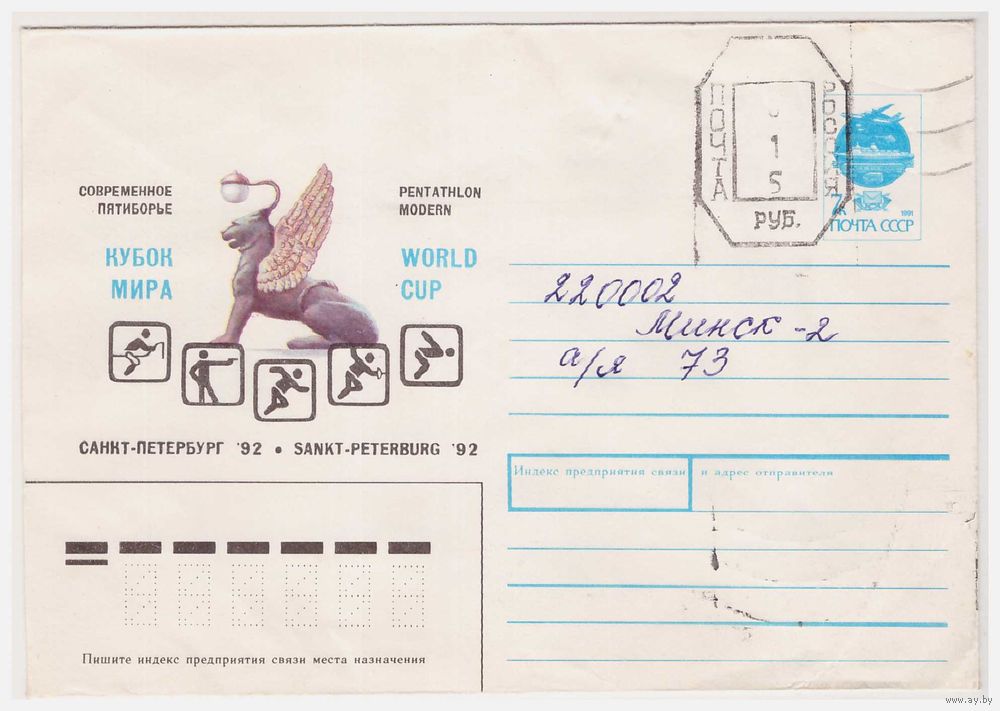 СОВРЕМЕННОЕ
ПЯТИБОРЬЕ
КУБОК
МИРА
PENTATHLON
MODERN
WORLD
CUP
САНКТ-ПЕТЕРБУРГ '92 • SANKT-PETERBURG '92
ПОЧТА
РОССИЯ
1
5
РУБ.
7к
1991
ПОЧТА СССР
220002
Минск-2
а/я 73
Индекс предприятия связи и адрес отправителя
Пишите индекс предприятия связи места назначения
www.ay.by